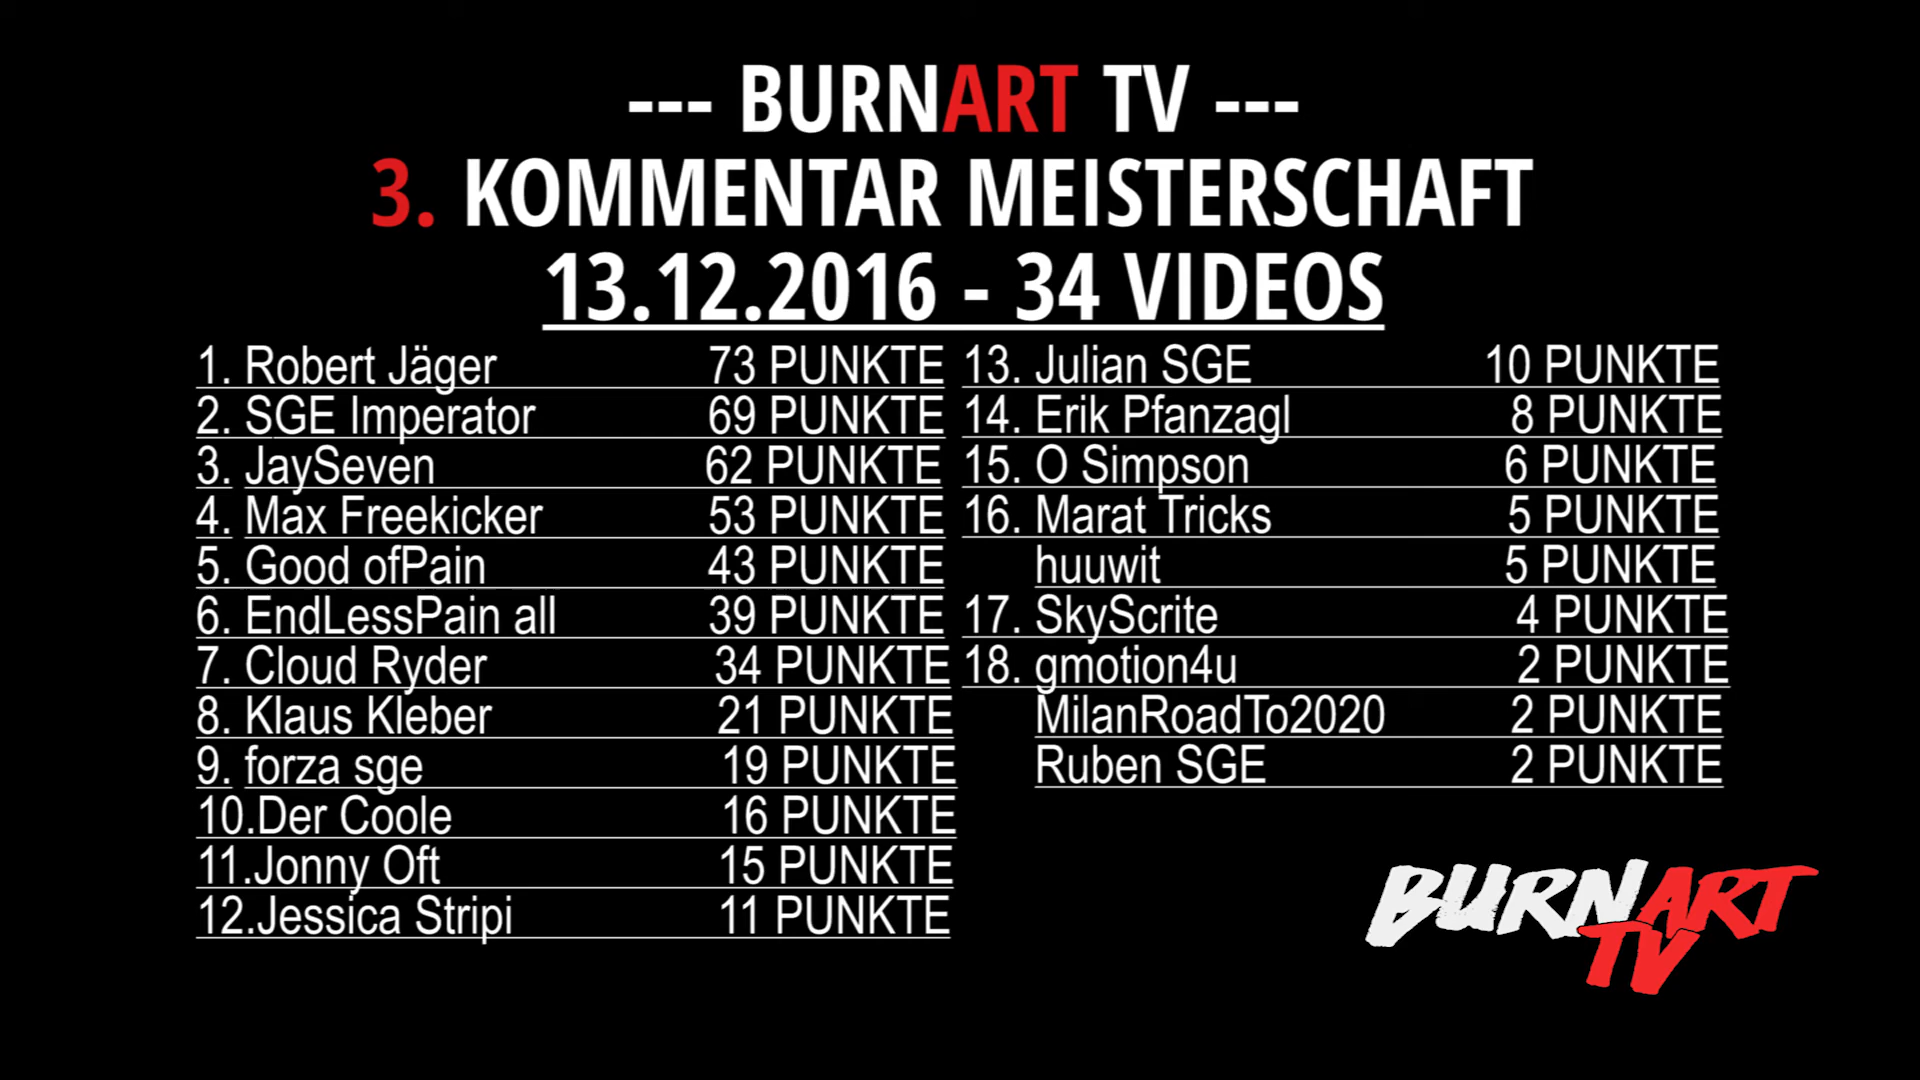 --- BURNART TV ---
3. KOMMENTAR MEISTERSCHAFT
13.12.2016 - 34 VIDEOS
1. Robert Jäger 73 PUNKTE
2. SGE Imperator 69 PUNKTE
3. JaySeven 62 PUNKTE
4. Max Freekicker 53 PUNKTE
5. Good ofPain 43 PUNKTE
6. EndLessPain all 39 PUNKTE
7. Cloud Ryder 34 PUNKTE
8. Klaus Kleber 21 PUNKTE
9. forza sge 19 PUNKTE
10.Der Coole 16 PUNKTE
11.Jonny Oft 15 PUNKTE
12.Jessica Stripi 11 PUNKTE
13. Julian SGE 10 PUNKTE
14. Erik Pfanzagl 8 PUNKTE
15. O Simpson 6 PUNKTE
16. Marat Tricks 5 PUNKTE
huuwit 5 PUNKTE
17. SkyScrite 4 PUNKTE
18. gmotion4u 2 PUNKTE
MilanRoadTo2020 2 PUNKTE
Ruben SGE 2 PUNKTE
BURNART
TV